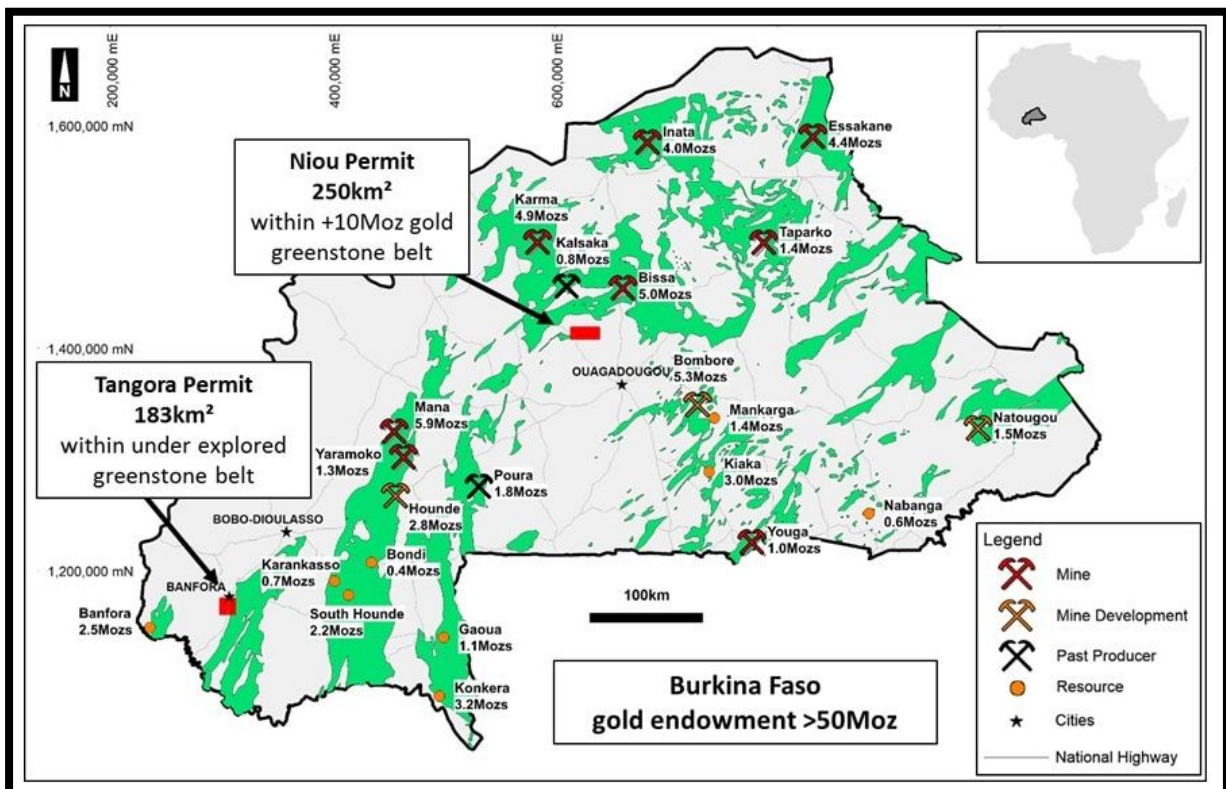 200,000 mE
400,000 mE
600,000 mE
N
1,600,000 mN
1,400,000 mN
1,200,000 mN
Niou Permit
250km²
within +10Moz gold
greenstone belt
Tangora Permit
183km²
within under explored
greenstone belt
Inata
4.0Mozs
Essakane
4.4Mozs
Karma
4.9Mozs
Kalsaka
0.8Mozs
Taparko
1.4Mozs
Bissa
5.0Mozs
OUAGADOUGOU
Bombore
5.3Mozs
Mankarga
1.4Mozs
Natougou
1.5Mozs
Mana
5.9Mozs
Yaramoko
1.3Mozs
Poura
1.8Mozs
Kiaka
3.0Mozs
Hounde
2.8Mozs
Nabanga
0.6Mozs
BOBO-DIOULASSO
Youga
1.0Mozs
Karankasso
0.7Mozs
Bondi
0.4Mozs
BANFORA
Banfora
2.5Mozs
South Hounde
2.2Mozs
Gaoua
1.1Mozs
Konkera
3.2Mozs
100km
Burkina Faso
gold endowment >50Moz
Legend
Mine
Mine Development
Past Producer
Resource
Cities
National Highway